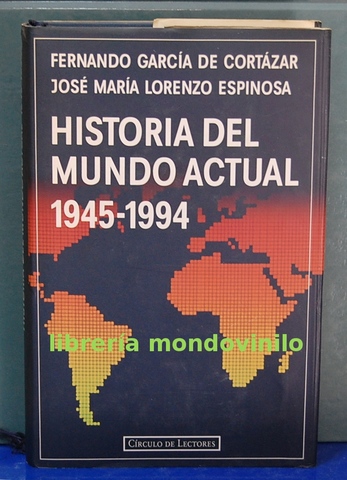 FERNANDO GARCÍA DE CORTÁZAR
JOSÉ MARÍA LORENZO ESPINOSA
HISTORIA DEL
MUNDO ACTUAL
1945-1994
libreria mondovinilo
CÍRCULO DE LECTORES